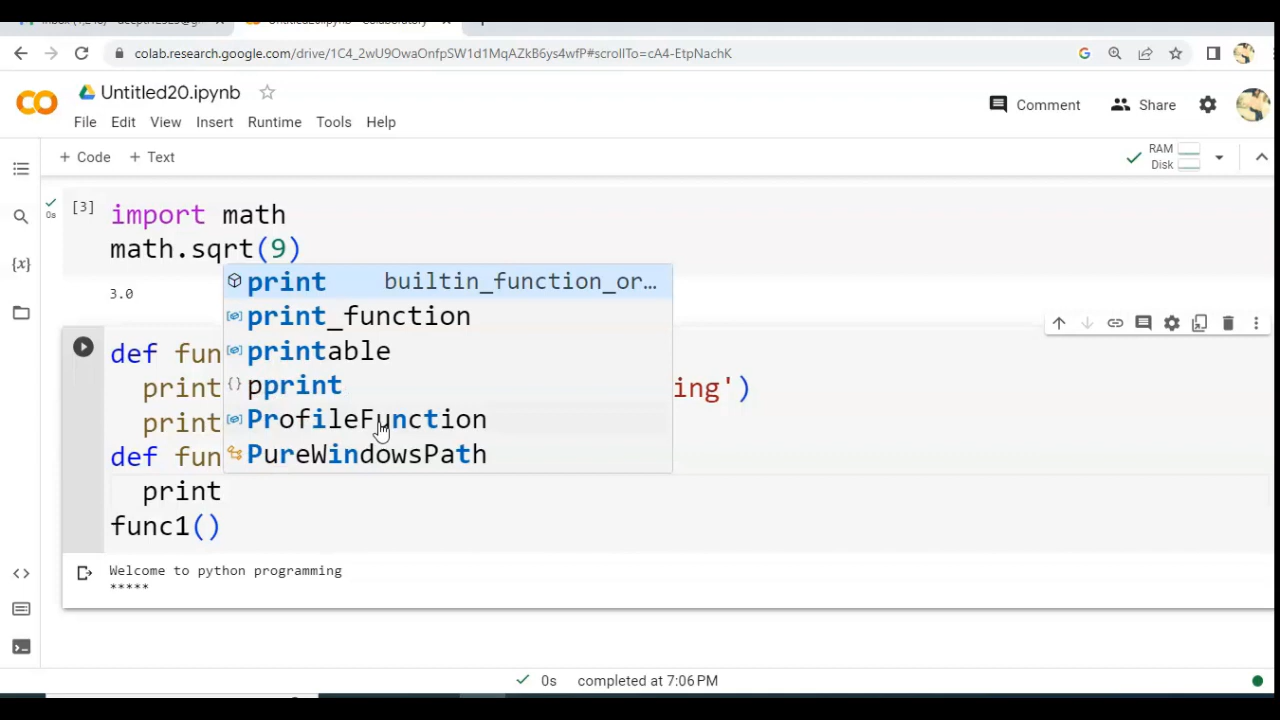 colab.research.google.com/drive/1C4_2wU9OwaOnfpSW1d1MqAZkB6ys4wfP#scrollTo=cA4-EtpNachK
Untitled20.ipynb
Comment
Share
File Edit View Insert Runtime Tools Help
+ Code + Text
RAM
Disk
[3]
0s
import math
math.sqrt(9)
3.0
print builtin_function_or…
print_function
printable
pprint
ProfileFunction
PureWindowsPath
def fun
print ing')
print
def fun
print
func1()
Welcome to python programming
*****
0s completed at 7:06 PM